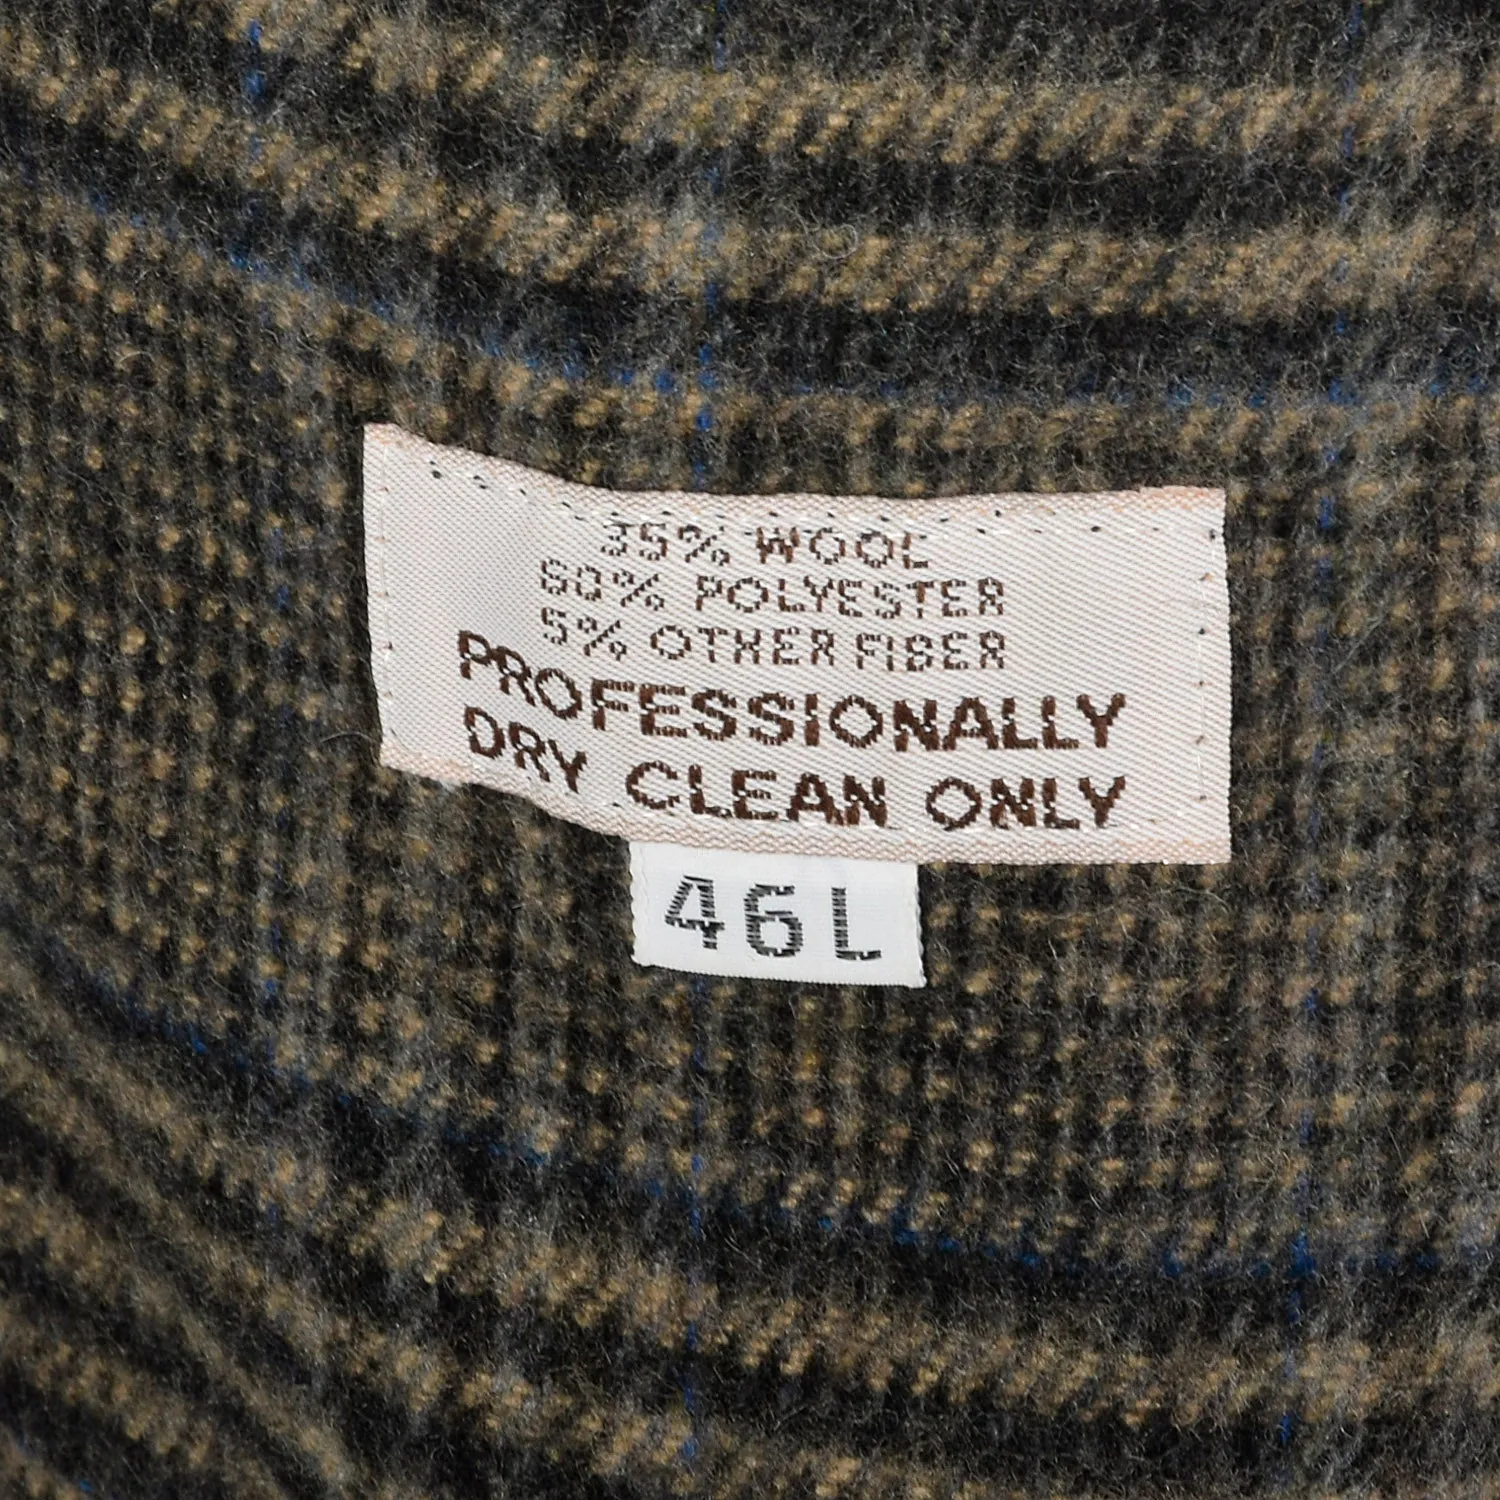 35% WOOL
60% POLYESTER
5% OTHER FIBER
PROFESSIONALLY
DRY CLEAN ONLY
46L